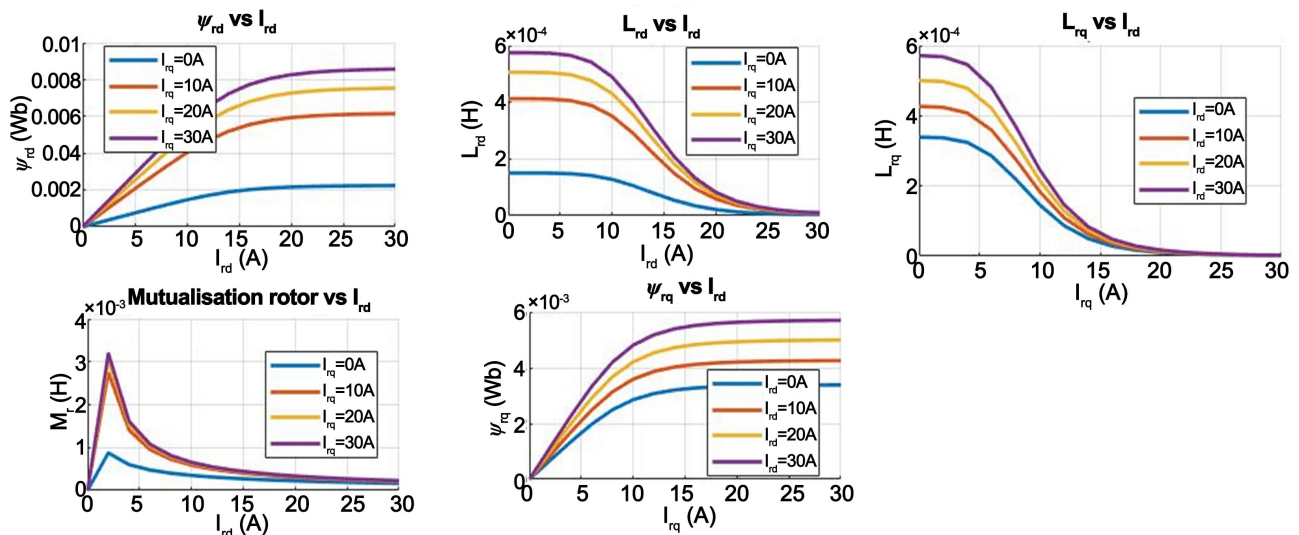 ψrd vs Ird
0.01
0.008
0.006
0.004
0.002
0
ψrd (Wb)
Irq=0A
Irq=10A
Irq=20A
Irq=30A
0 5 10 15 20 25 30
Ird (A)
Lrd vs Ird
×10-4
6
4
2
0
Lrd (H)
Irq=0A
Irq=10A
Irq=20A
Irq=30A
0 5 10 15 20 25 30
Ird (A)
Lrq vs Ird
×10-4
6
4
2
0
Lrq (H)
Ird=0A
Ird=10A
Ird=20A
Ird=30A
0 5 10 15 20 25 30
Irq (A)
Mutualisation rotor vs Ird
×10-3
4
3
2
1
0
Mr (H)
Irq=0A
Irq=10A
Irq=20A
Irq=30A
0 5 10 15 20 25 30
Ird (A)
ψrq vs Ird
×10-3
6
4
2
0
ψrq (Wb)
Ird=0A
Ird=10A
Ird=20A
Ird=30A
0 5 10 15 20 25 30
Irq (A)